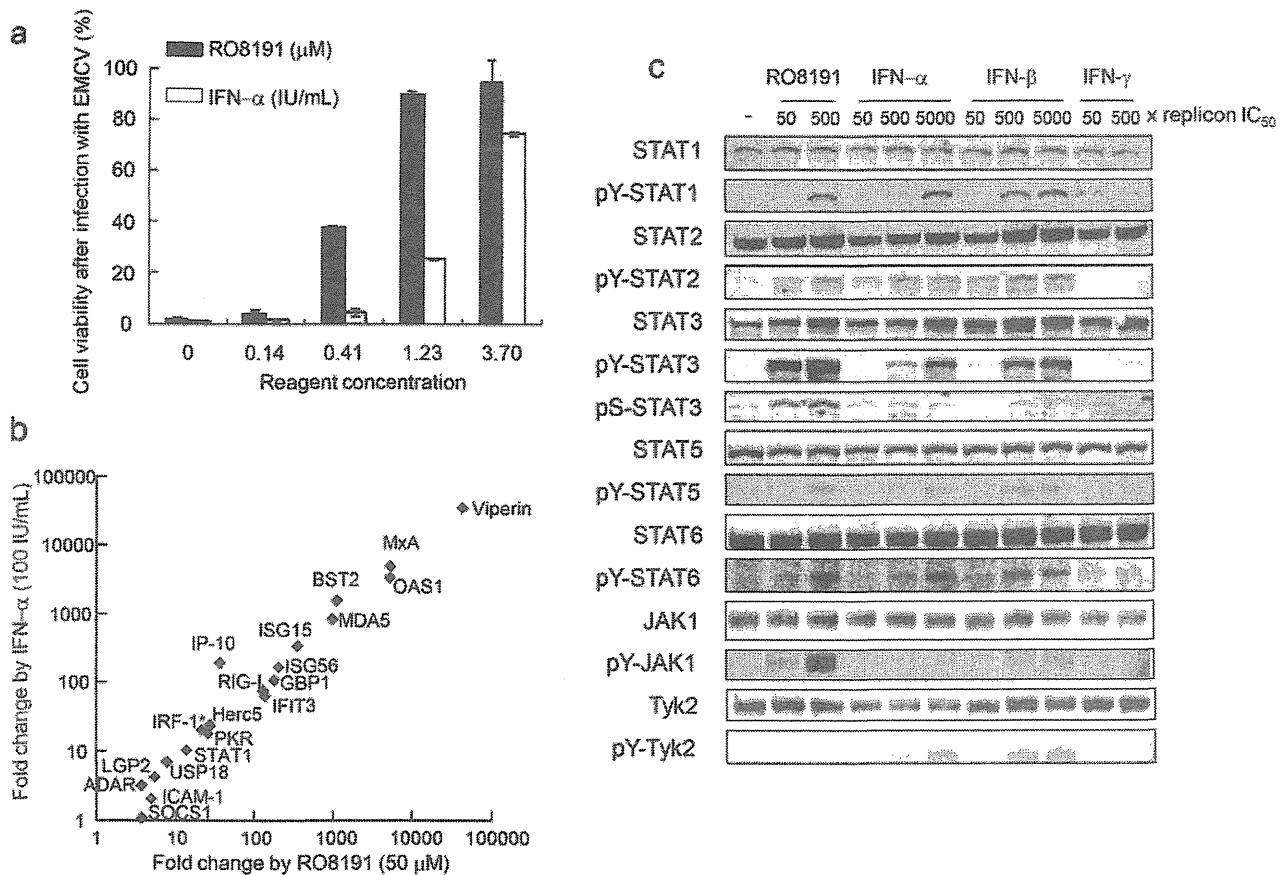 a
RO8191 (μM)
IFN-α (IU/mL)
Cell viability after infection with EMCV (%)
100
80
60
40
20
0
0 0.14 0.41 1.23 3.70
Reagent concentration
b
Fold change by IFN-α (100 IU/mL)
100000
10000
1000
100
10
1
Viperin
MxA
OAS1
BST2
MDA5
ISG15
IP-10
ISG56
RIG-I
GBP1
IFIT3
IRF-1*
Herc5
PKR
STAT1
LGP2
USP18
ADAR
ICAM-1
SOCS1
1 10 100 1000 10000 100000
Fold change by RO8191 (50 μM)
c
RO8191 IFN-α IFN-β IFN-γ
- 50 500 50 500 5000 50 500 5000 50 500 x replicon IC50
STAT1
pY-STAT1
STAT2
pY-STAT2
STAT3
pY-STAT3
pS-STAT3
STAT5
pY-STAT5
STAT6
pY-STAT6
JAK1
pY-JAK1
Tyk2
pY-Tyk2